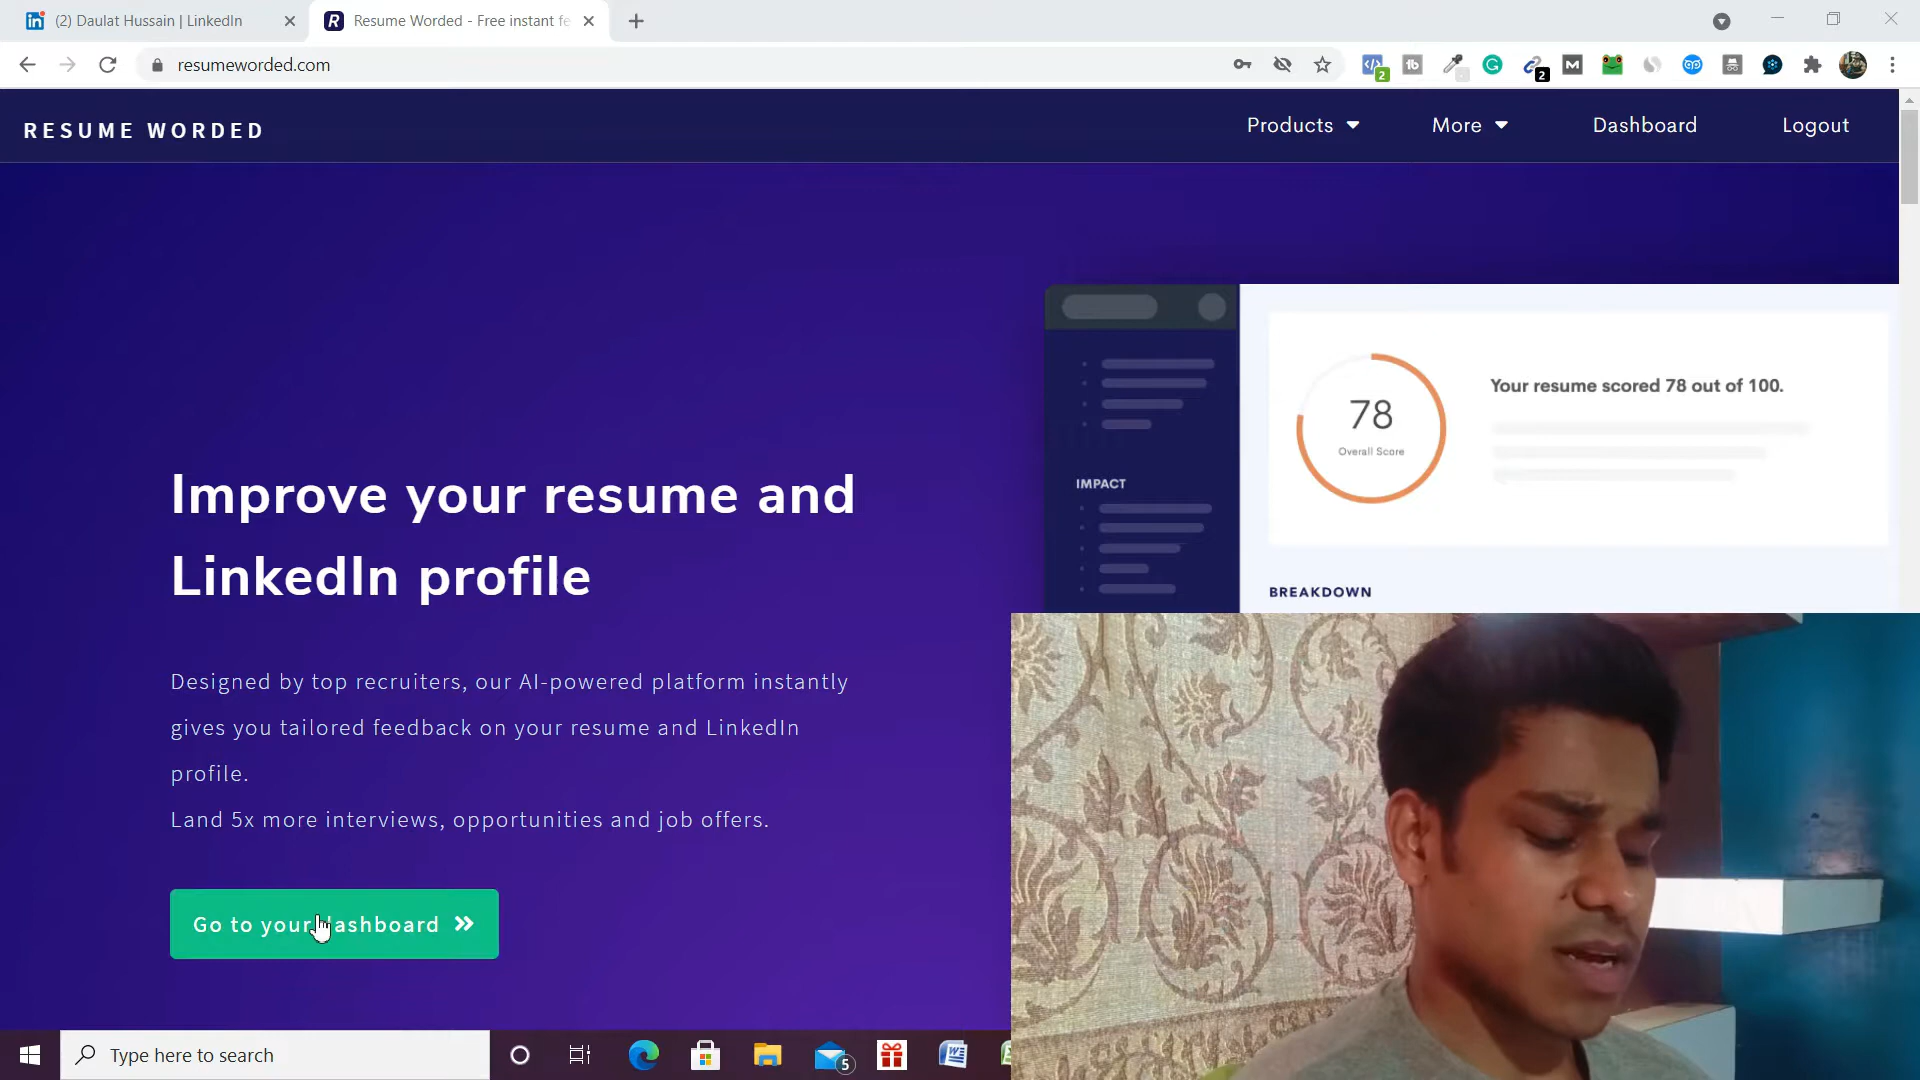 (2) Daulat Hussain | LinkedIn
Resume Worded - Free instant fe
resumeworded.com
2
2
RESUME WORDED
Products
More
Dashboard
Logout
Your resume scored 78 out of 100.
78
Overall Score
IMPACT
BREAKDOWN
Improve your resume and
LinkedIn profile
Designed by top recruiters, our AI-powered platform instantly
gives you tailored feedback on your resume and LinkedIn
profile.
Land 5x more interviews, opportunities and job offers.
Go to your dashboard
Type here to search
5